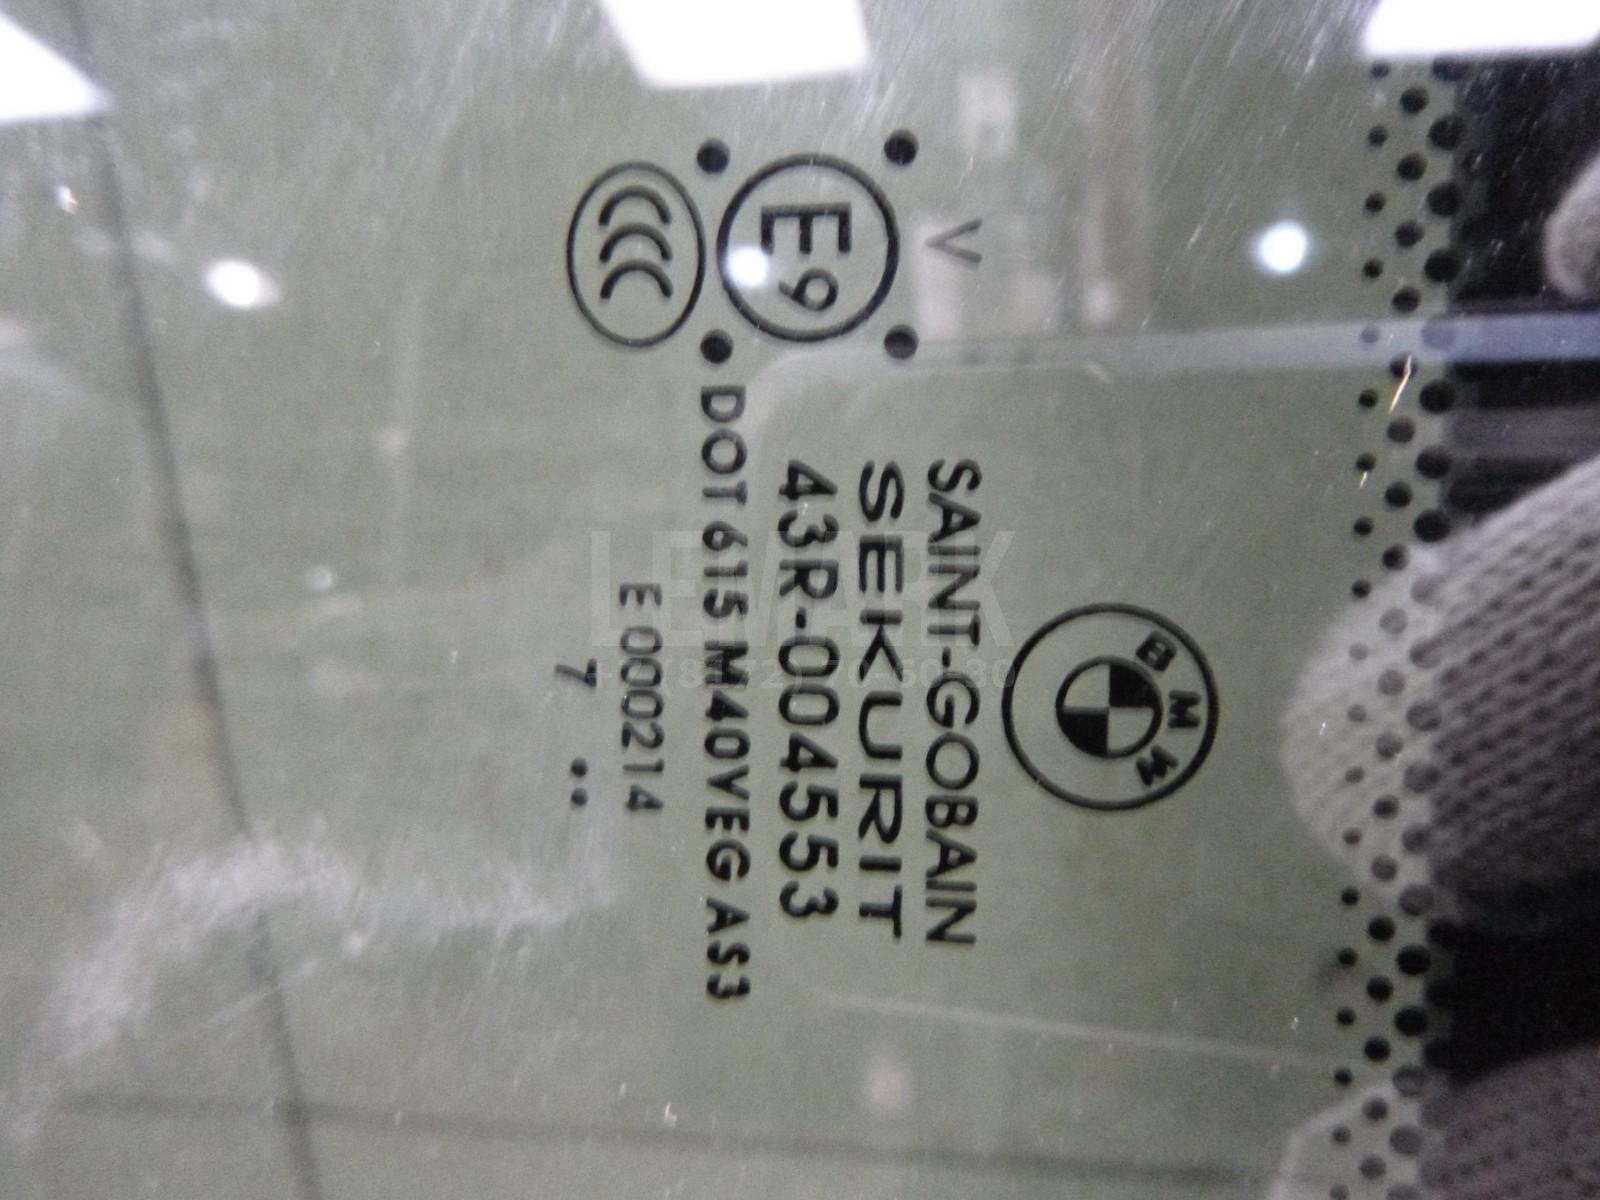 BMW
SAINT-GOBAIN
SEKURIT
V
E9
43R-004553
CCC
DOT 615 M40VEG AS3
E 000214
7 ..
LEMARK